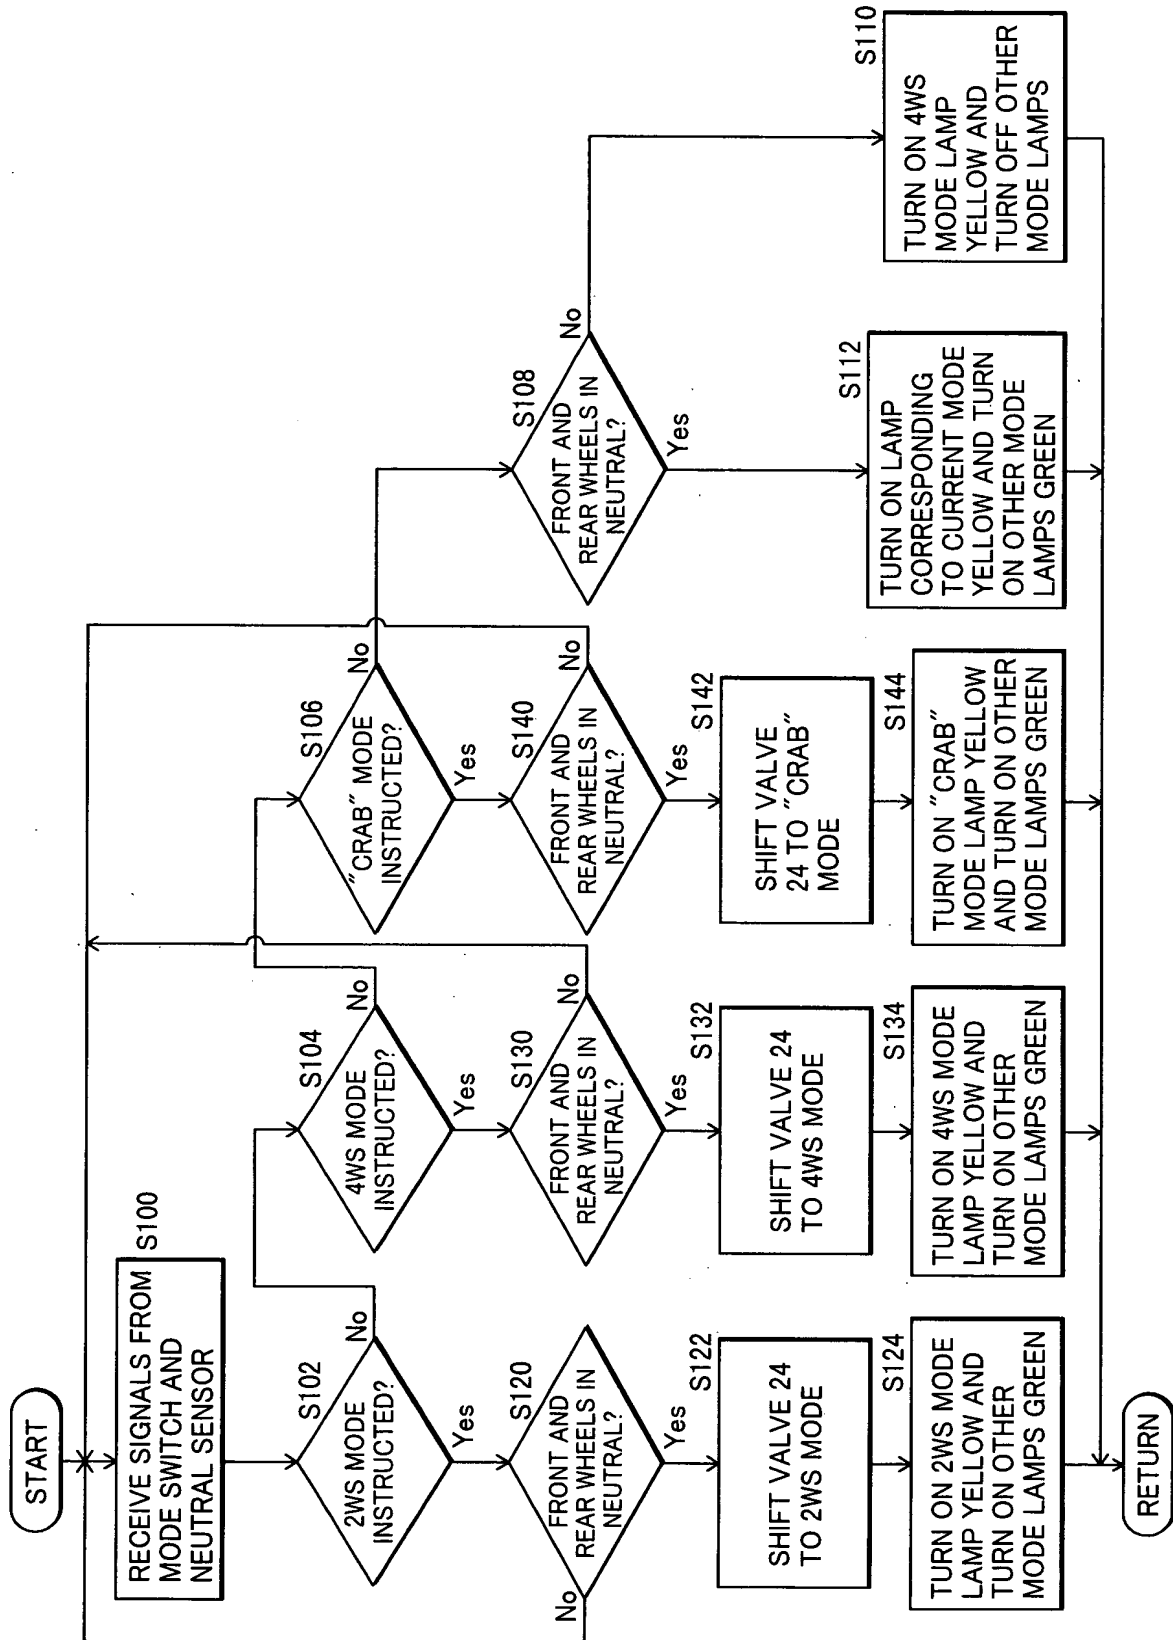 START
S100
RECEIVE SIGNALS FROM
MODE SWITCH AND
NEUTRAL SENSOR
S102
2WS MODE
INSTRUCTED?
No
Yes
S104
4WS MODE
INSTRUCTED?
No
Yes
S106
"CRAB" MODE
INSTRUCTED?
No
Yes
S108
FRONT AND
REAR WHEELS IN
NEUTRAL?
No
Yes
S120
FRONT AND
REAR WHEELS IN
NEUTRAL?
No
Yes
S130
FRONT AND
REAR WHEELS IN
NEUTRAL?
No
Yes
S140
FRONT AND
REAR WHEELS IN
NEUTRAL?
No
Yes
S122
SHIFT VALVE 24
TO 2WS MODE
S132
SHIFT VALVE 24
TO 4WS MODE
S142
SHIFT VALVE
24 TO "CRAB"
MODE
S124
TURN ON 2WS MODE
LAMP YELLOW AND
TURN ON OTHER
MODE LAMPS GREEN
S134
TURN ON 4WS MODE
LAMP YELLOW AND
TURN ON OTHER
MODE LAMPS GREEN
S144
TURN ON "CRAB"
MODE LAMP YELLOW
AND TURN ON OTHER
MODE LAMPS GREEN
S112
TURN ON LAMP
CORRESPONDING
TO CURRENT MODE
YELLOW AND TURN
ON OTHER MODE
LAMPS GREEN
S110
TURN ON 4WS
MODE LAMP
YELLOW AND
TURN OFF OTHER
MODE LAMPS
RETURN